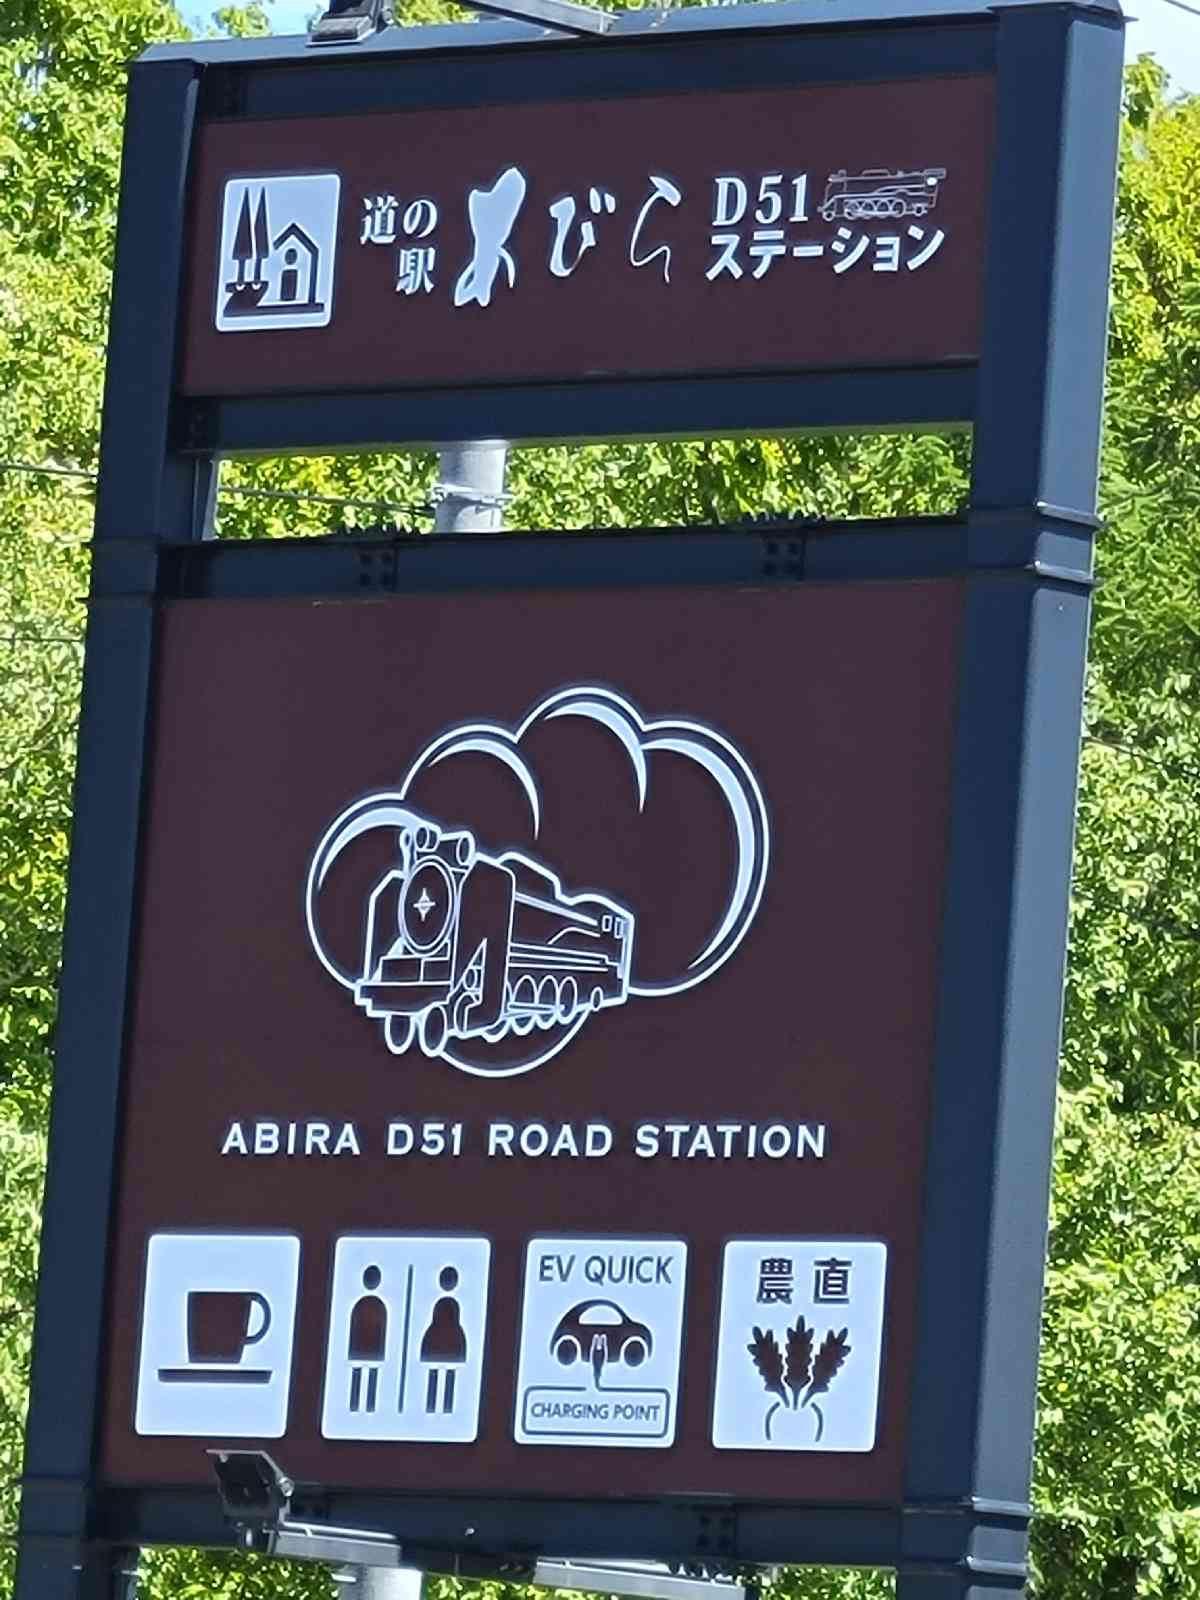 道の駅 あびら D51
ステーション
ABIRA D51 ROAD STATION
EV QUICK
CHARGING POINT
農直